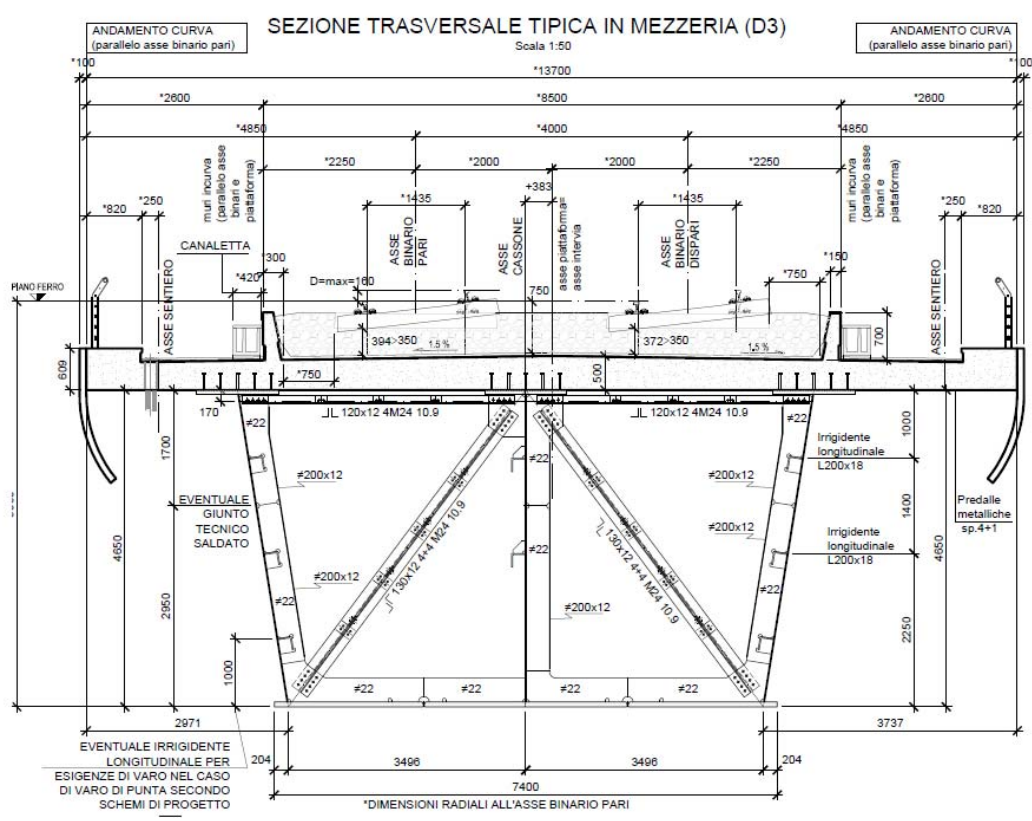 SEZIONE TRASVERSALE TIPICA IN MEZZERIA (D3)
Scala 1:50
ANDAMENTO CURVA
(parallelo asse binario pari)
ANDAMENTO CURVA
(parallelo asse binario pari)
*100
*13700
*100
*2600
*8500
*2600
*4850
*4000
*4850
*2250
*2000
*2000
*2250
+383
muri incurva
(parallelo asse
binari e
piattaforma)
muri incurva
(parallelo asse
binari e
piattaforma)
*820
*250
*1435
*1435
*250
*820
CANALETTA
*300
*420
D=max=160
ASSE
BINARIO
PARI
ASSE
CASSONE
asse piattaforma=
asse intervia
ASSE
BINARIO
DISPARI
*750
*150
750
PIANO FERRO
ASSE SENTIERO
ASSE SENTIERO
394>350
1.5 %
372>350
1.5 %
700
609
*750
500
170
⅃L 120x12 4M24 10.9
⅃L 120x12 4M24 10.9
≠22
≠22
≠22
1700
1000
Irrigidente
longitudinale
L200x18
≠200x12
≠200x12
EVENTUALE
GIUNTO
TECNICO
SALDATO
1400
Predalle
metalliche
sp.4+1
≠200x12
130x12 4+4 M24 10.9
130x12 4+4 M24 10.9
Irrigidente
longitudinale
L200x18
4650
4650
≠22
≠200x12
≠22
≠22
2950
≠200x12
2250
1000
≠22
≠22
≠22
≠22
2971
3737
EVENTUALE IRRIGIDENTE
LONGITUDINALE PER
ESIGENZE DI VARO NEL CASO
DI VARO DI PUNTA SECONDO
SCHEMI DI PROGETTO
204
3496
3496
204
7400
*DIMENSIONI RADIALI ALL'ASSE BINARIO PARI